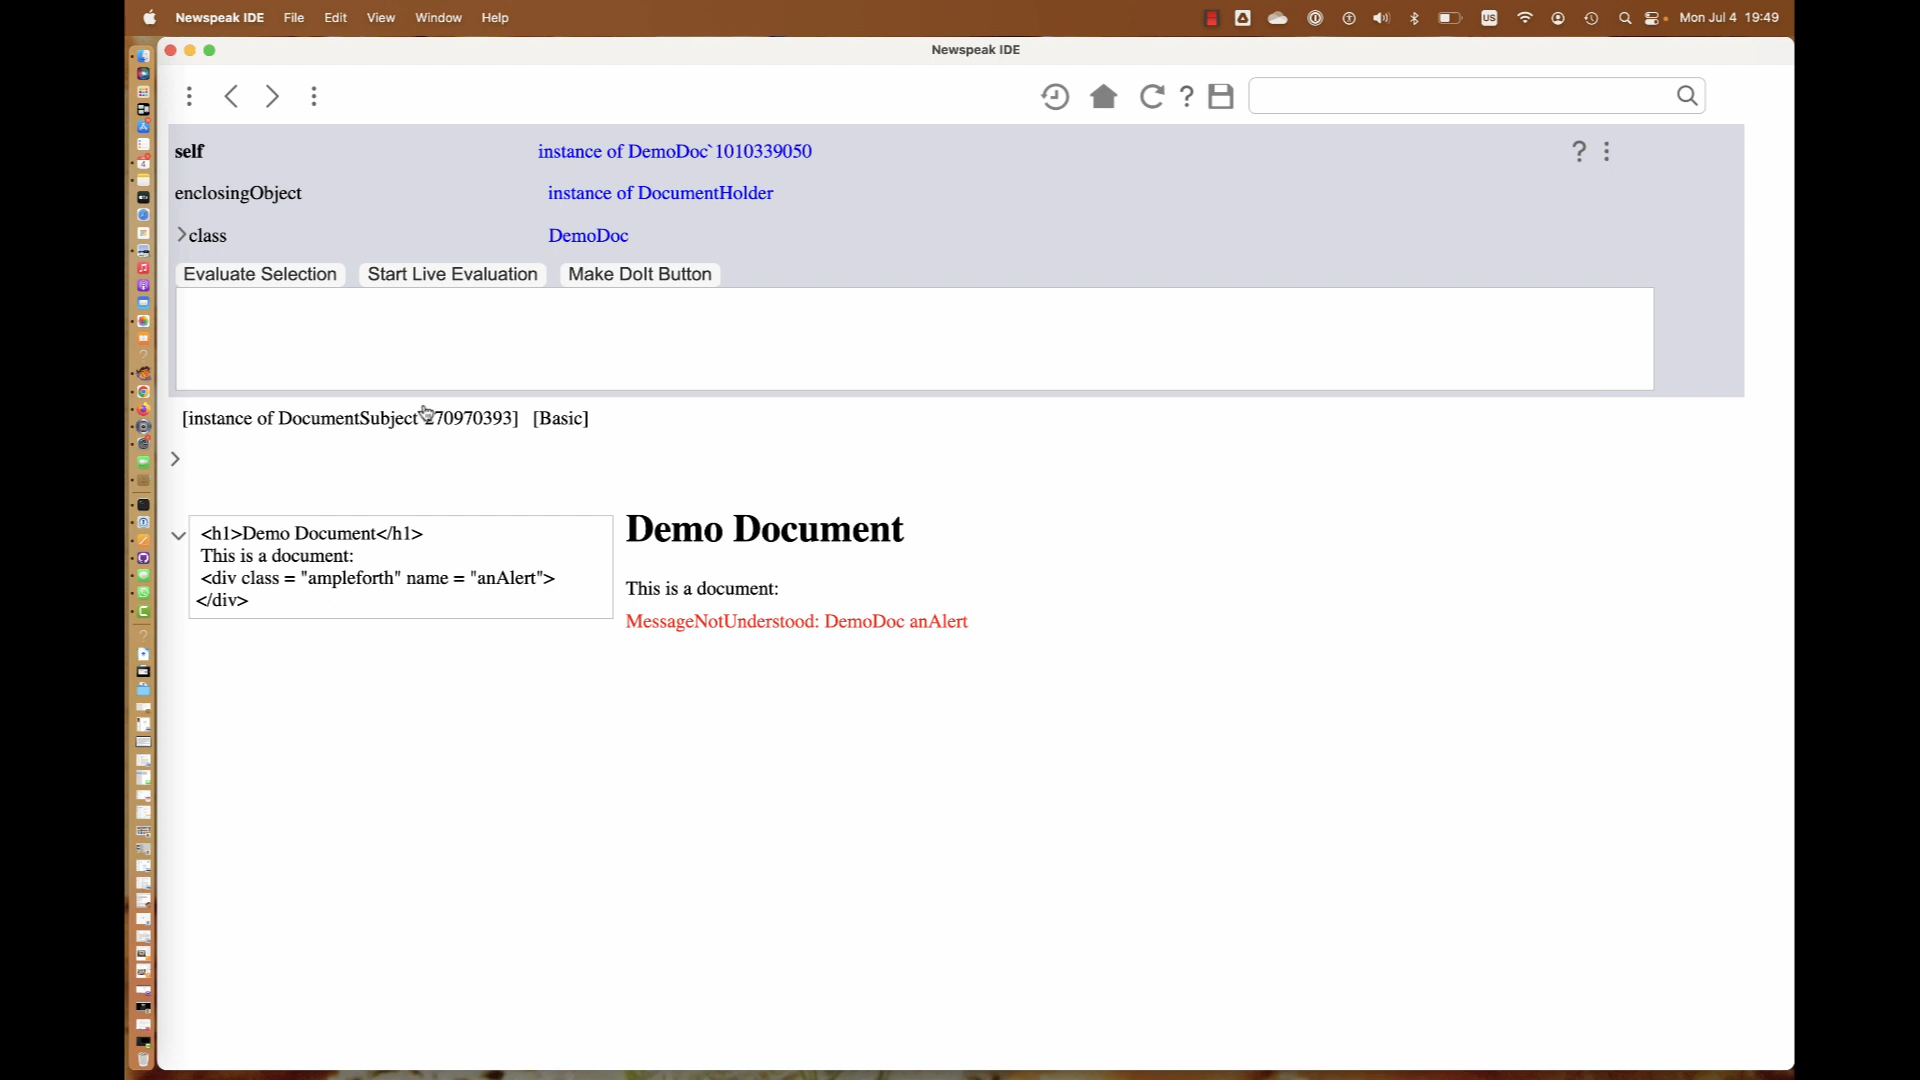 Newspeak IDE File Edit View Window Help US Mon Jul 4 19:49
Newspeak IDE
?
self instance of DemoDoc`1010339050 ?
enclosingObject instance of DocumentHolder
class DemoDoc
Evaluate Selection Start Live Evaluation Make DoIt Button
[instance of DocumentSubject 70970393] [Basic]
<h1>Demo Document</h1>
This is a document:
<div class = "ampleforth" name = "anAlert">
</div>
Demo Document
This is a document:
MessageNotUnderstood: DemoDoc anAlert